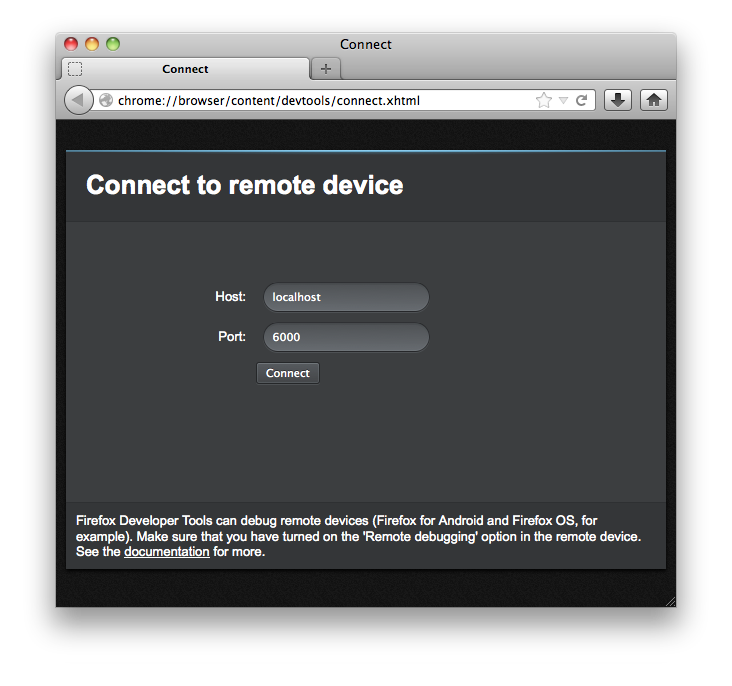 Connect
Connect
chrome://browser/content/devtools/connect.xhtml
Connect to remote device
Host: localhost
Port: 6000
Connect
Firefox Developer Tools can debug remote devices (Firefox for Android and Firefox OS, for
example). Make sure that you have turned on the 'Remote debugging' option in the remote device.
See the documentation for more.